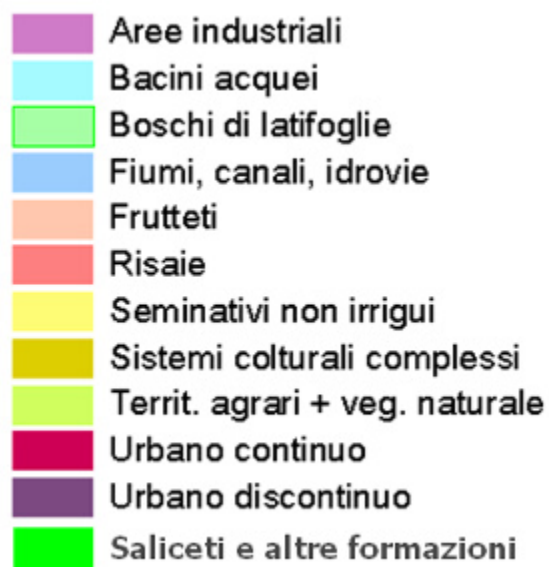 Aree industriali
Bacini acquei
Boschi di latifoglie
Fiumi, canali, idrovie
Frutteti
Risaie
Seminativi non irrigui
Sistemi colturali complessi
Territ. agrari + veg. naturale
Urbano continuo
Urbano discontinuo
Saliceti e altre formazioni